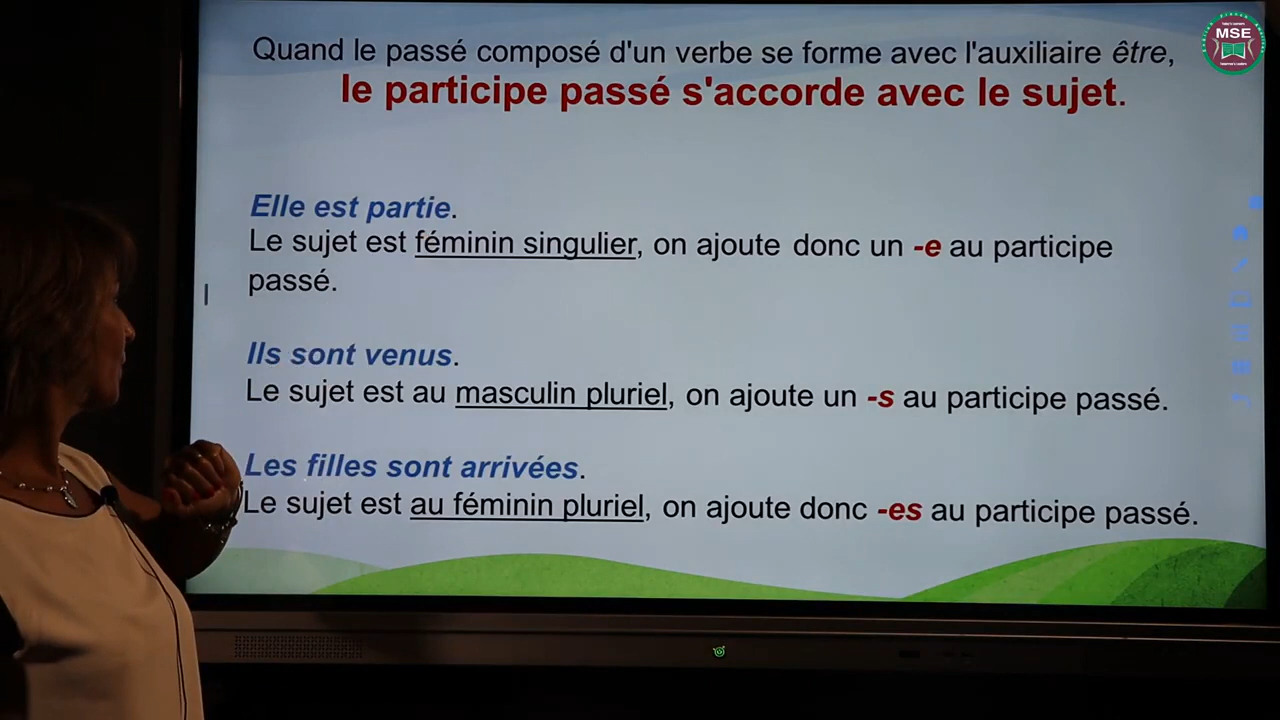 Quand le passé composé d'un verbe se forme avec l'auxiliaire être,
le participe passé s'accorde avec le sujet.
MSE
Elle est partie.
Le sujet est féminin singulier, on ajoute donc un -e au participe
passé.
Ils sont venus.
Le sujet est au masculin pluriel, on ajoute un -s au participe passé.
Les filles sont arrivées.
Le sujet est au féminin pluriel, on ajoute donc -es au participe passé.